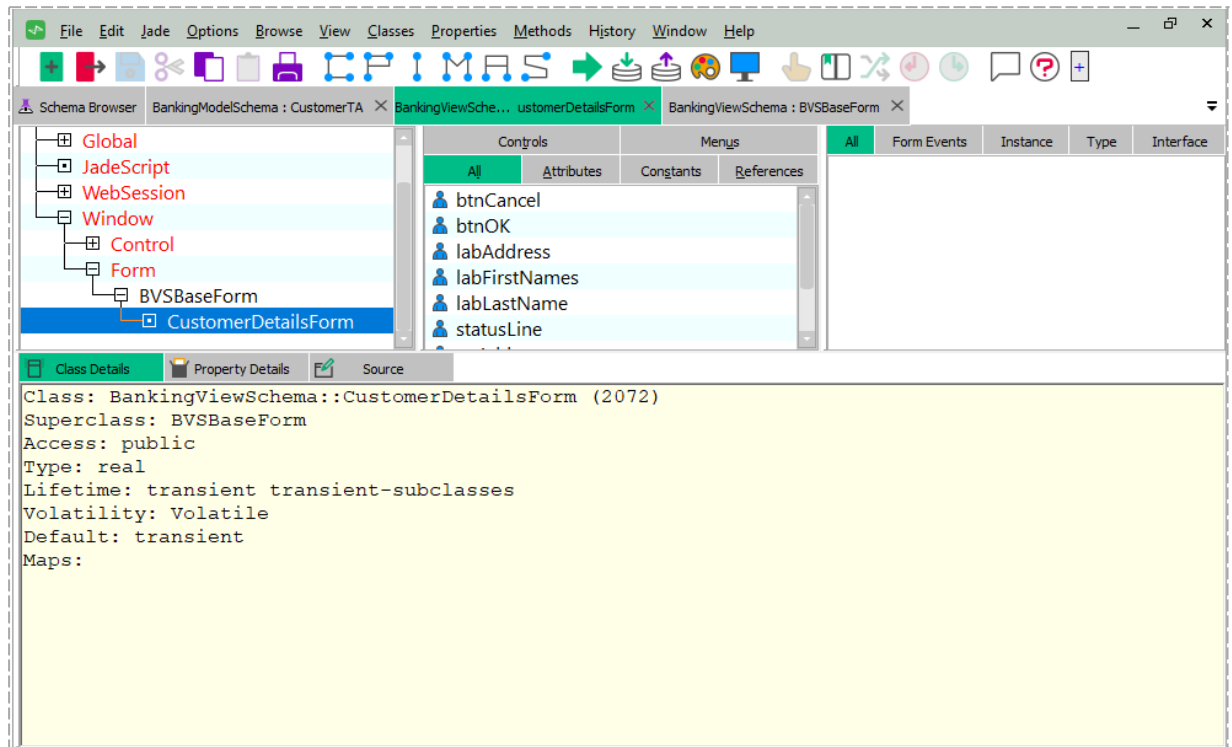 File Edit Jade Options Browse View Classes Properties Methods History Window Help
Schema Browser BankingModelSchema : CustomerTA BankingViewSche... ustomerDetailsForm BankingViewSchema : BVSBaseForm
Global
JadeScript
WebSession
Window
Control
Form
BVSBaseForm
CustomerDetailsForm
Controls Menus
All Attributes Constants References
btnCancel
btnOK
labAddress
labFirstNames
labLastName
statusLine
All Form Events Instance Type Interface
Class Details Property Details Source
Class: BankingViewSchema::CustomerDetailsForm (2072)
Superclass: BVSBaseForm
Access: public
Type: real
Lifetime: transient transient-subclasses
Volatility: Volatile
Default: transient
Maps: